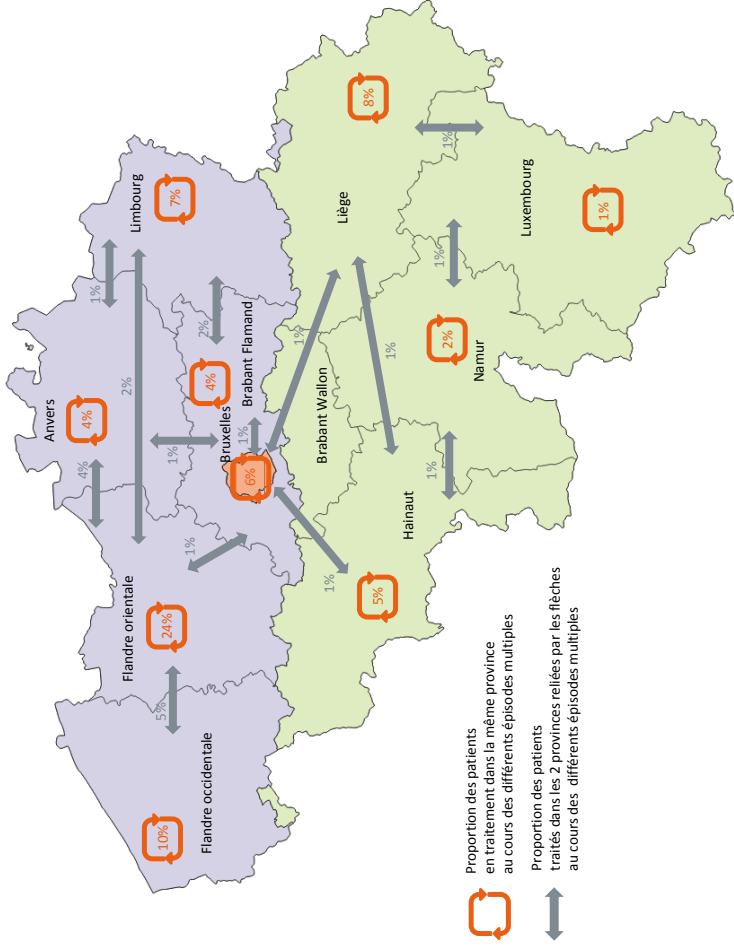 Flandre occidentale
10%
5%
Flandre orientale
24%
1%
4%
Anvers
4%
2%
1%
1%
Limbourg
7%
2%
Brabant Flamand
4%
Bruxelles
1%
6%
1%
1%
Brabant Wallon
Hainaut
5%
1%
1%
Namur
2%
1%
Liège
8%
1%
Luxembourg
1%
Proportion des patients
en traitement dans la même province
au cours des différents épisodes multiples
Proportion des patients
traités dans les 2 provinces reliées par les flèches
au cours des différents épisodes multiples